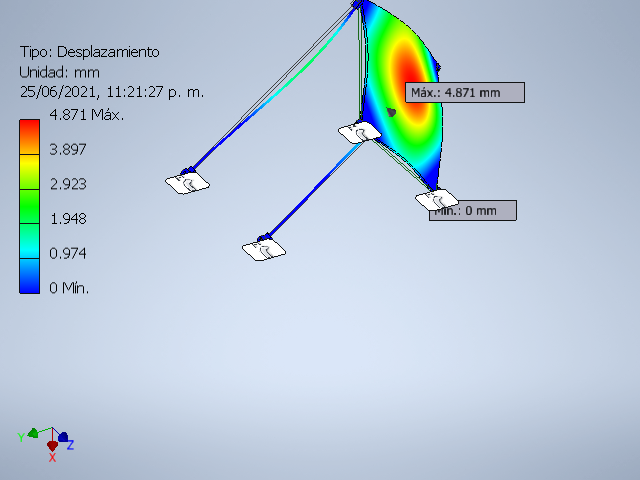 Tipo: Desplazamiento
Unidad: mm
25/06/2021, 11:21:27 p. m.
4.871 Máx.
3.897
2.923
1.948
0.974
0 Mín.
Máx.: 4.871 mm
Mín.: 0 mm
Y
Z
X